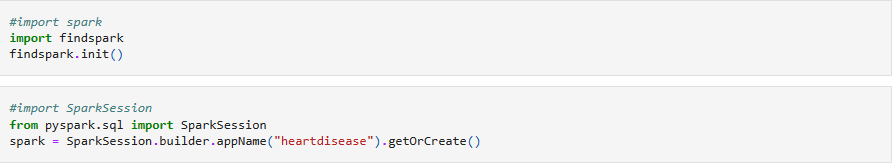 #import spark
import findspark
findspark.init()
#import SparkSession
from pyspark.sql import SparkSession
spark = SparkSession.builder.appName("heartdisease").getOrCreate()